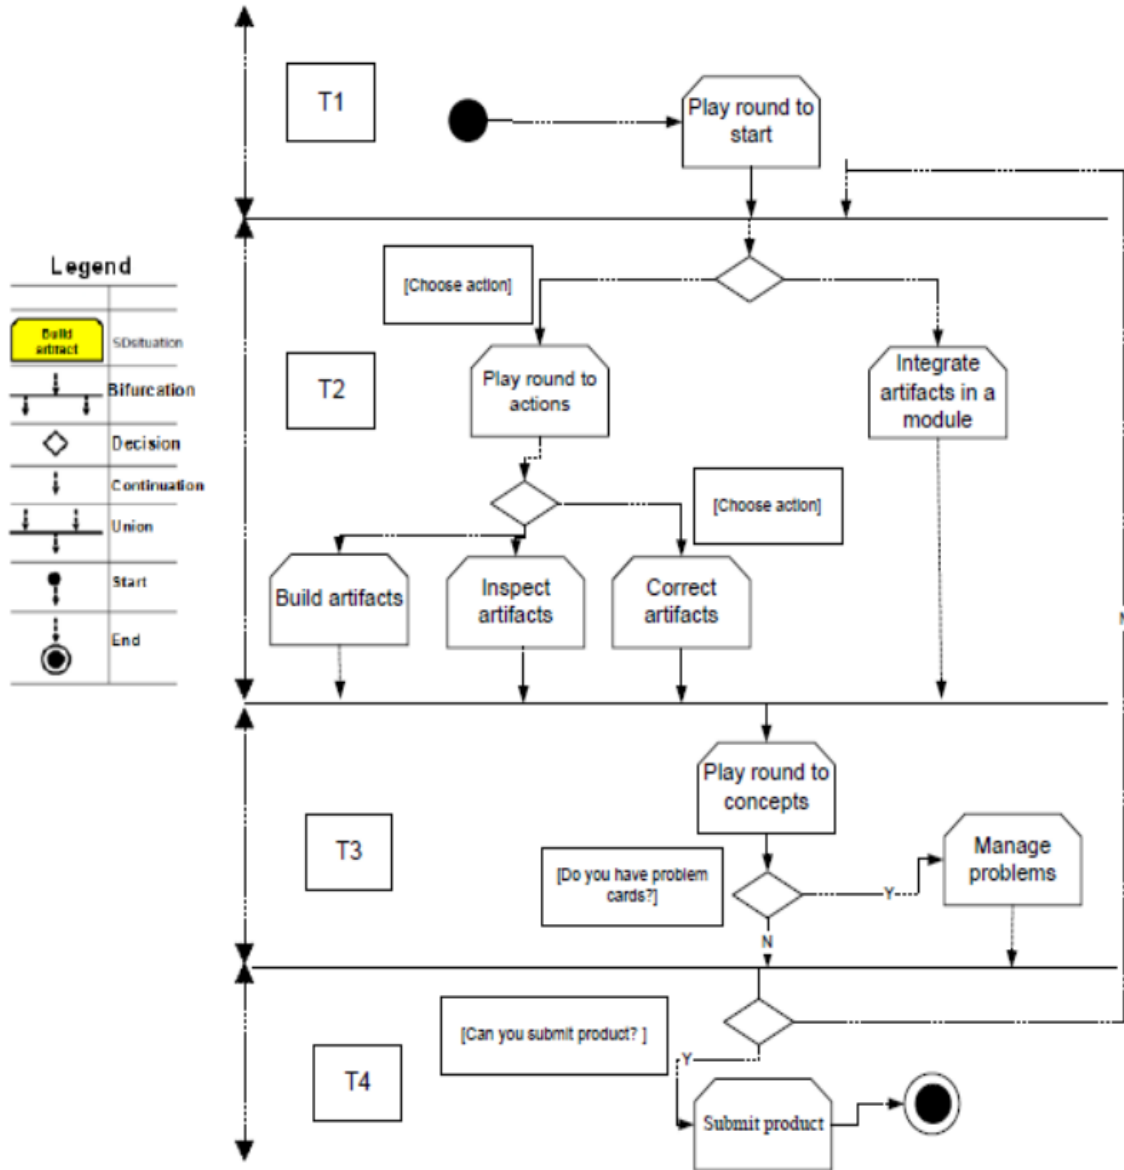 T1
Play round to
start
Legend
Build
artiract
SDsituation
Bifurcation
Decision
Continuation
Union
Start
End
[Choose action]
T2
Play round to
actions
Integrate
artifacts in a
module
[Choose action]
Build artifacts
Inspect
artifacts
Correct
artifacts
T3
Play round to
concepts
[Do you have problem
cards?]
Y
Manage
problems
N
[Can you submit product? ]
Y
T4
Submit product